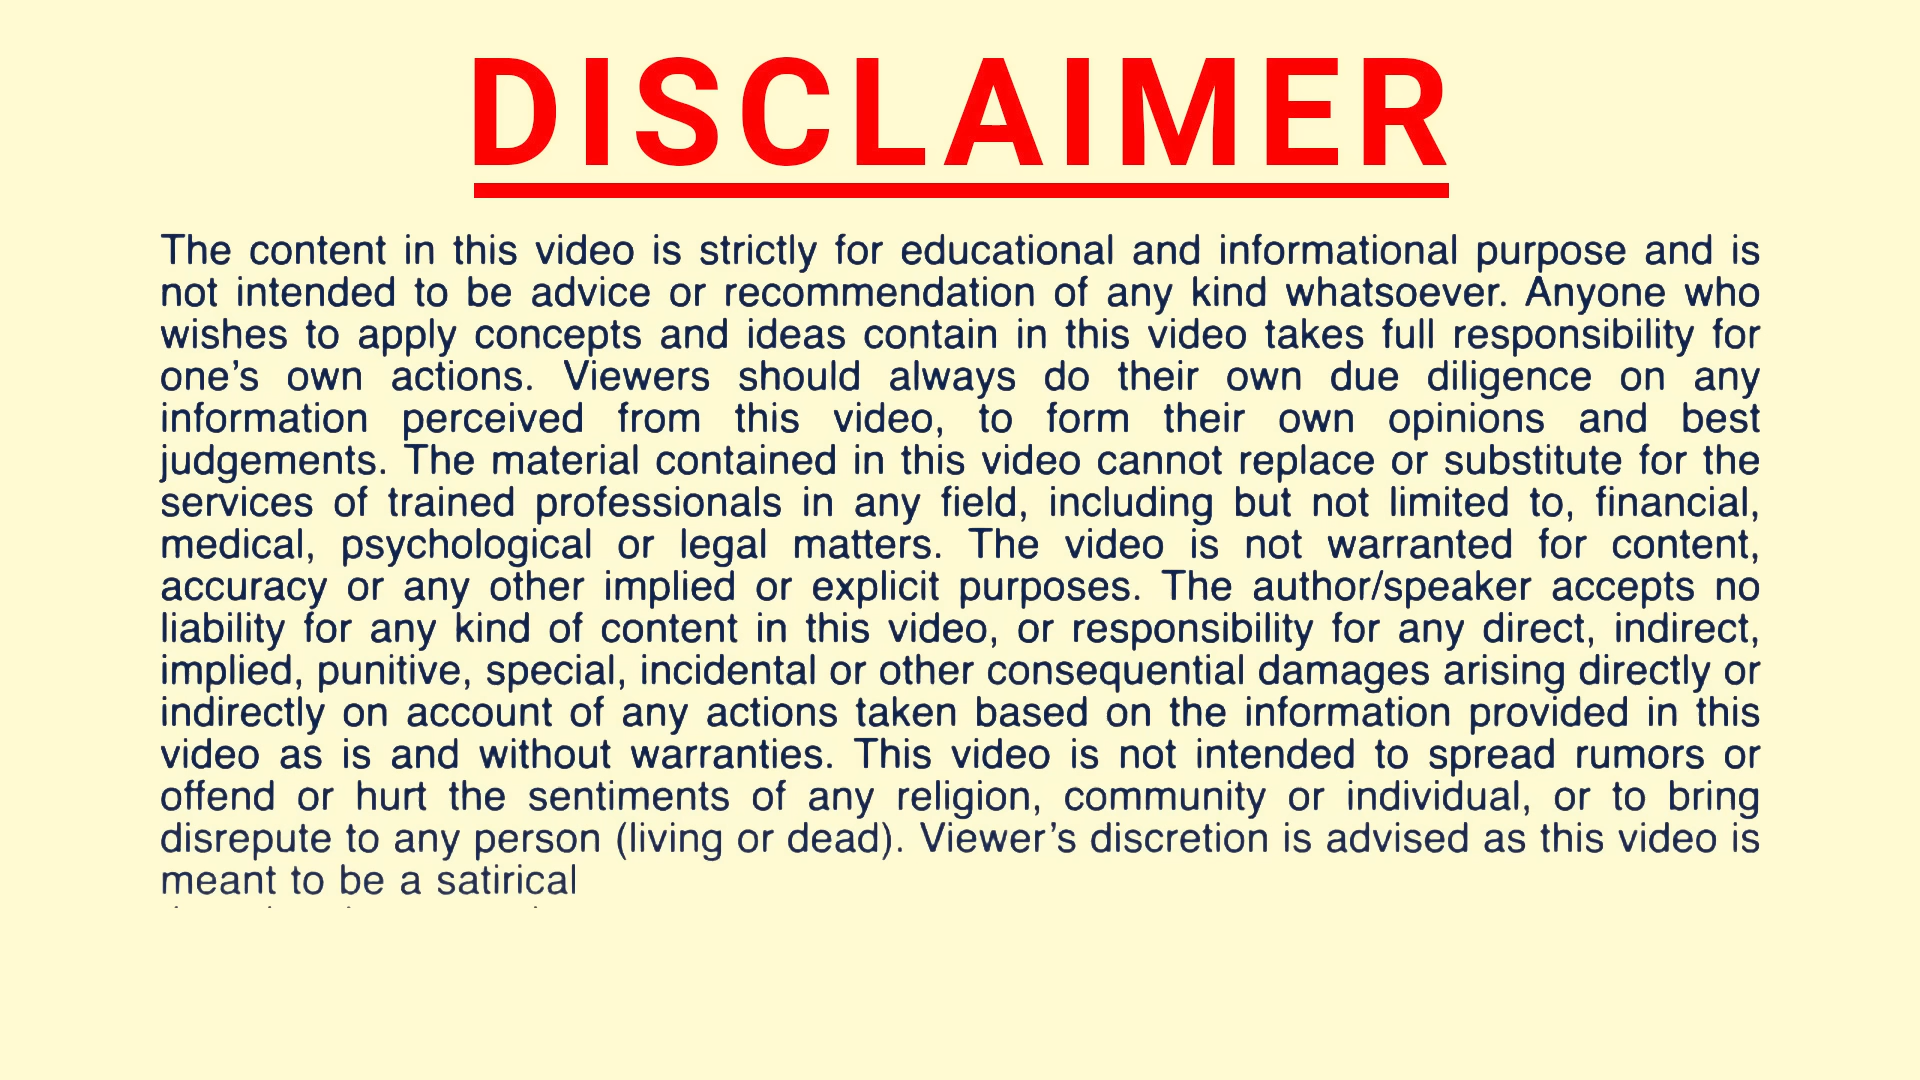 DISCLAIMER
The content in this video is strictly for educational and informational purpose and is
not intended to be advice or recommendation of any kind whatsoever. Anyone who
wishes to apply concepts and ideas contain in this video takes full responsibility for
one’s own actions. Viewers should always do their own due diligence on any
information perceived from this video, to form their own opinions and best
judgements. The material contained in this video cannot replace or substitute for the
services of trained professionals in any field, including but not limited to, financial,
medical, psychological or legal matters. The video is not warranted for content,
accuracy or any other implied or explicit purposes. The author/speaker accepts no
liability for any kind of content in this video, or responsibility for any direct, indirect,
implied, punitive, special, incidental or other consequential damages arising directly or
indirectly on account of any actions taken based on the information provided in this
video as is and without warranties. This video is not intended to spread rumors or
offend or hurt the sentiments of any religion, community or individual, or to bring
disrepute to any person (living or dead). Viewer’s discretion is advised as this video is
meant to be a satirical